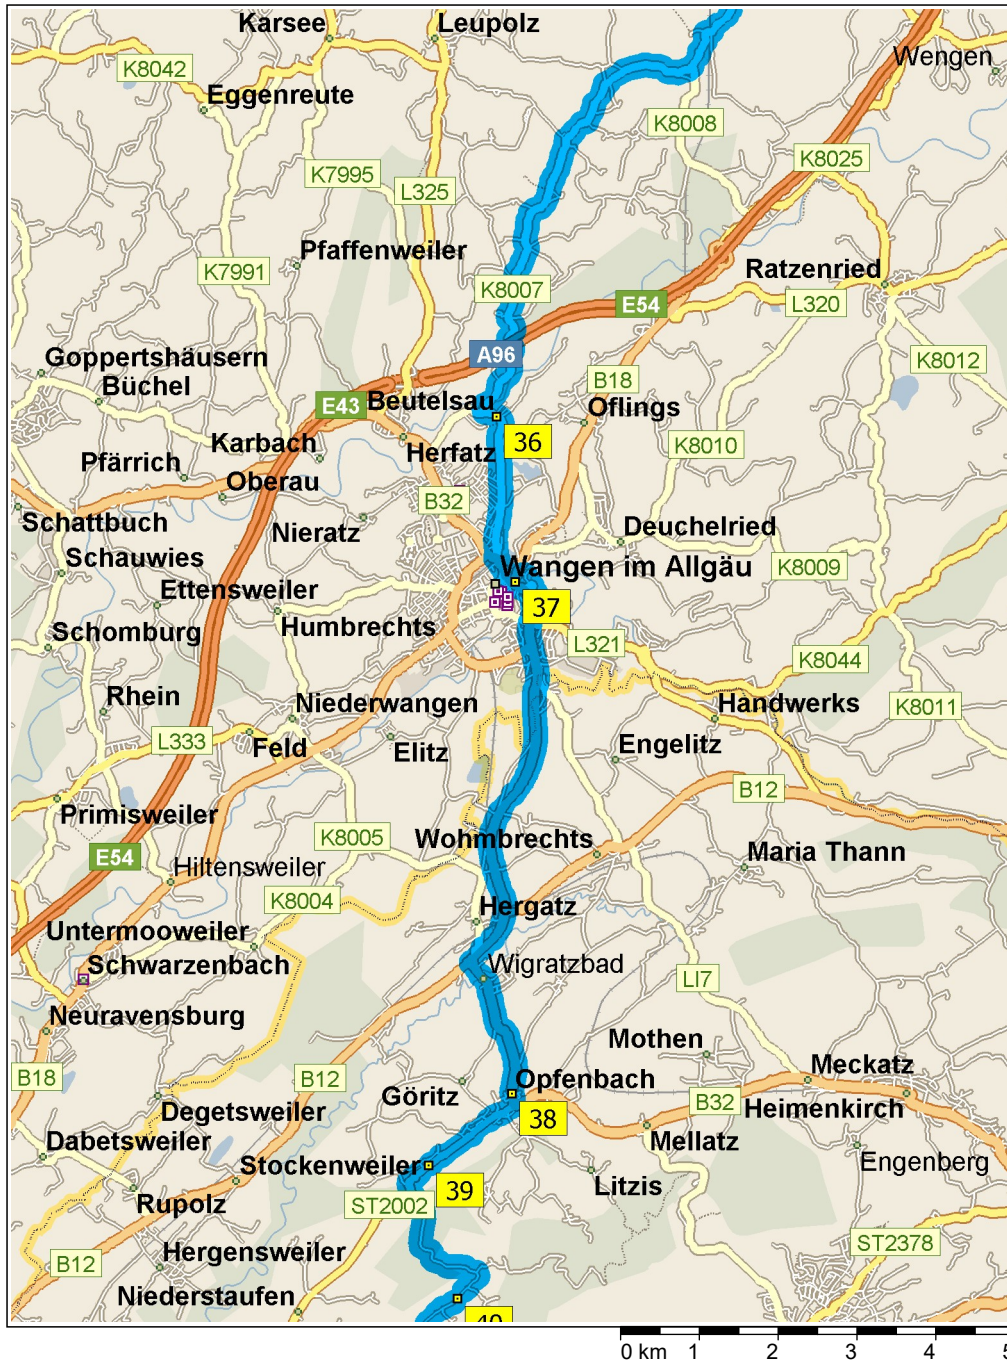 Karsee
Leupolz
Wengen
K8042
Eggenreute
K8008
K8025
K7995
L325
Pfaffenweiler
K7991
K8007
Ratzenried
E54
L320
A96
Goppertshäusern
K8012
Büchel
B18
E43
Beutelsau
Oflings
36
Karbach
Herfatz
K8010
Pfärrich
Oberau
B32
Schattbuch
Nieratz
Deuchelried
Schauwies
Wangen im Allgäu
K8009
Ettensweiler
37
Humbrechts
Schomburg
L321
K8044
Rhein
Niederwangen
Handwerks
K8011
L333
Feld
Elitz
Engelitz
B12
Primisweiler
K8005
Wohmbrechts
E54
Hiltensweiler
Maria Thann
K8004
Hergatz
Untermooweiler
Schwarzenbach
Wigratzbad
LI7
Neuravensburg
Mothen
Meckatz
B18
B12
Göritz
Opfenbach
B32
Heimenkirch
Degetsweiler
38
Dabetsweiler
Mellatz
Stockenweiler
Engenberg
39
Litzis
Rupolz
ST2002
ST2378
B12
Hergensweiler
Niederstaufen
40
0 km 1 2 3 4 5